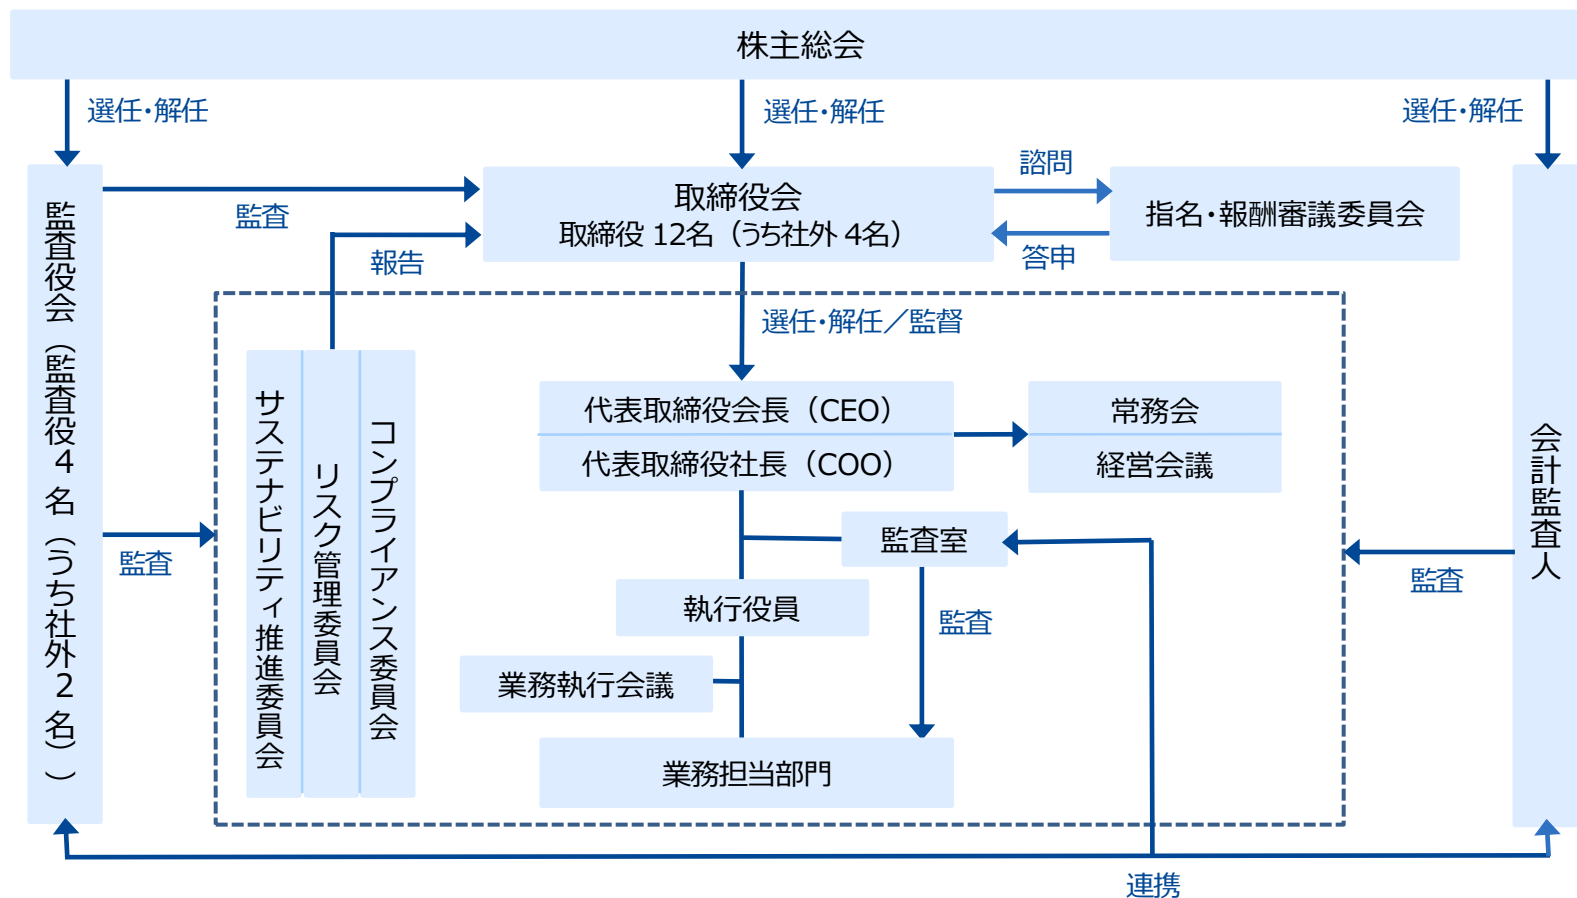 株主総会
選任・解任
選任・解任
選任・解任
監査役会（監査役４名（うち社外２名））
監査
取締役会
取締役 12名（うち社外 4名）
諮問
答申
指名・報酬審議委員会
会計監査人
報告
選任・解任／監督
サステナビリティ推進委員会
リスク管理委員会
コンプライアンス委員会
代表取締役会長（CEO）
代表取締役社長（COO）
常務会
経営会議
監査
監査室
監査
執行役員
監査
業務執行会議
業務担当部門
連携